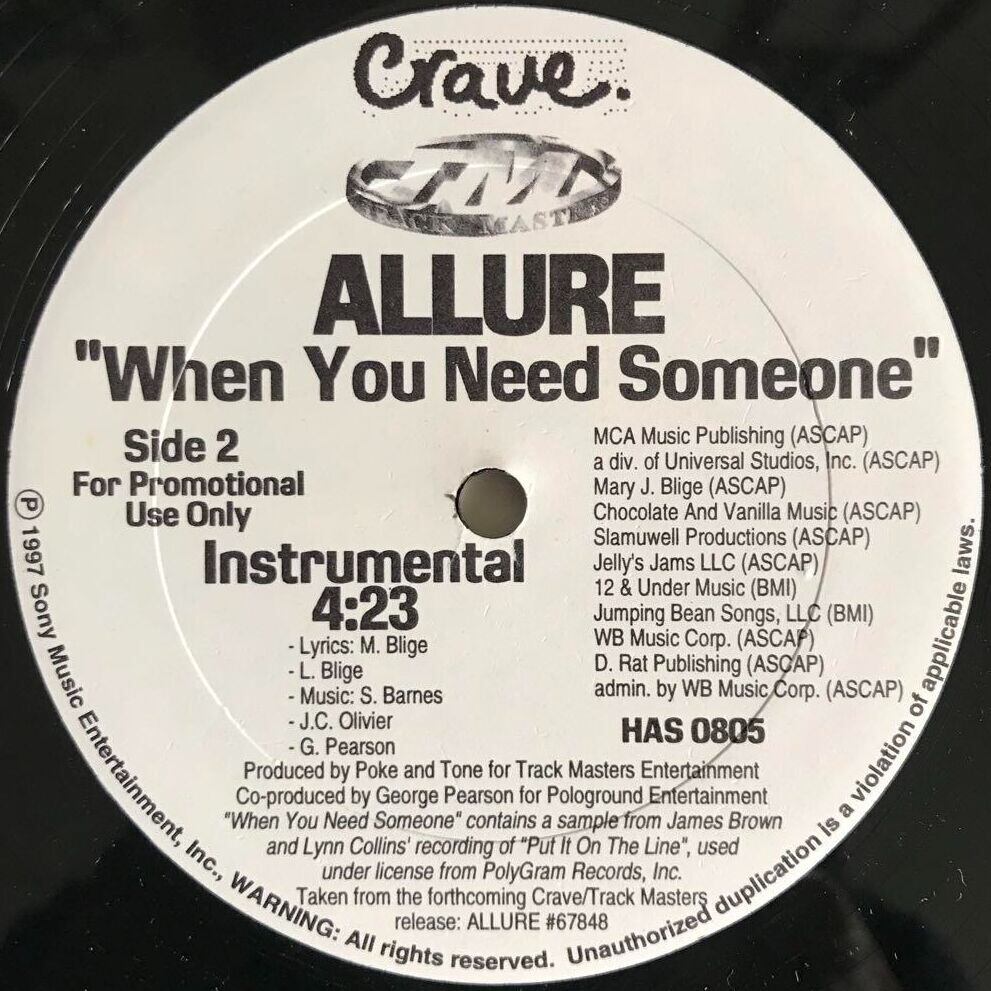 Crave.
TM
TRACK MASTERS
ALLURE
"When You Need Someone"
Side 2
For Promotional
Use Only
Instrumental
4:23
- Lyrics: M. Blige
- L. Blige
- Music: S. Barnes
- J.C. Olivier
- G. Pearson
MCA Music Publishing (ASCAP)
a div. of Universal Studios, Inc. (ASCAP)
Mary J. Blige (ASCAP)
Chocolate And Vanilla Music (ASCAP)
Slamuwell Productions (ASCAP)
Jelly's Jams LLC (ASCAP)
12 & Under Music (BMI)
Jumping Bean Songs, LLC (BMI)
WB Music Corp. (ASCAP)
D. Rat Publishing (ASCAP)
admin. by WB Music Corp. (ASCAP)
HAS 0805
Produced by Poke and Tone for Track Masters Entertainment
Co-produced by George Pearson for Pologround Entertainment
"When You Need Someone" contains a sample from James Brown
and Lynn Collins' recording of "Put It On The Line", used
under license from PolyGram Records, Inc.
Taken from the forthcoming Crave/Track Masters
release: ALLURE #67848
℗ 1997 Sony Music Entertainment, Inc., WARNING: All rights reserved. Unauthorized duplication is a violation of applicable laws.